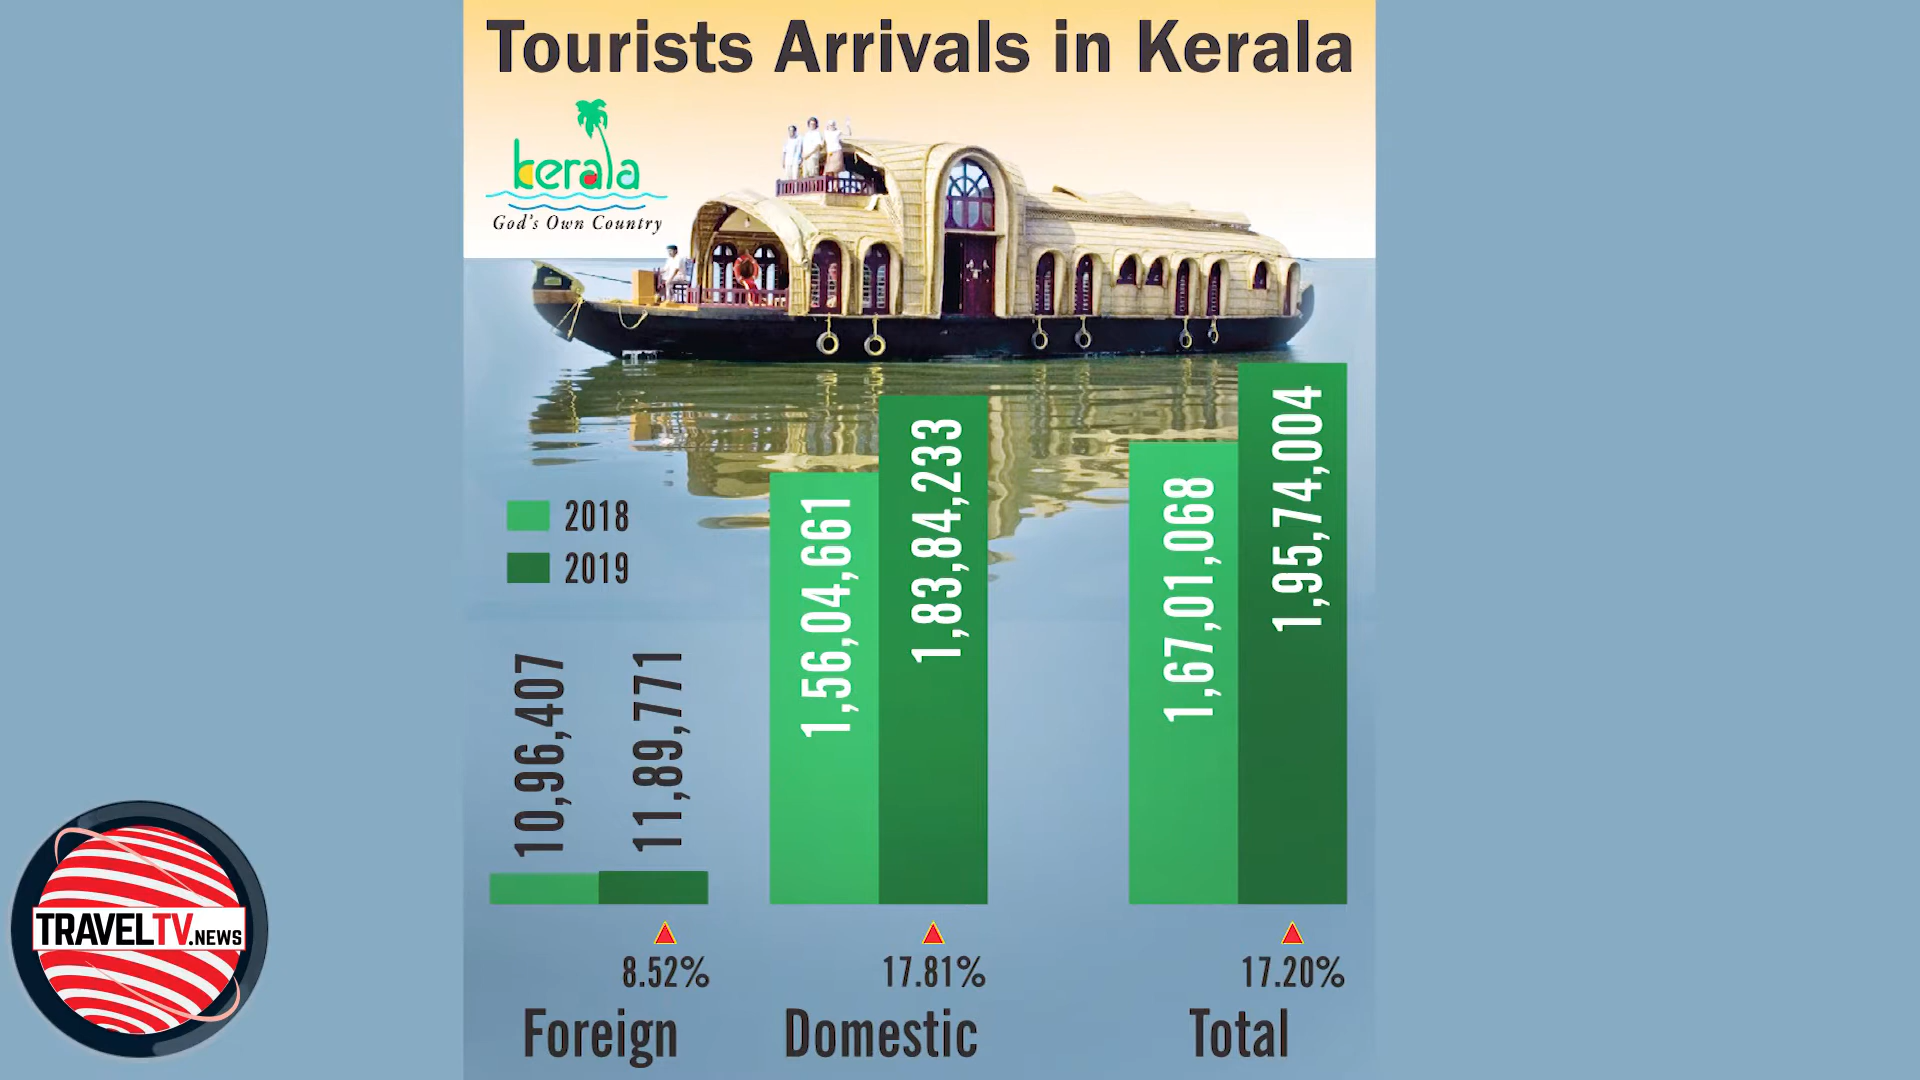 Tourists Arrivals in Kerala
kerala
God's Own Country
2018
2019
10,96,407
11,89,771
1,56,04,661
1,83,84,233
1,67,01,068
1,95,74,004
8.52%
17.81%
17.20%
Foreign
Domestic
Total
TRAVELTV.NEWS